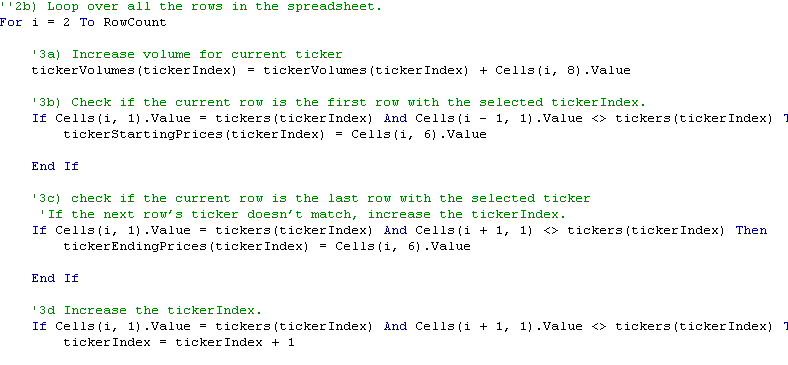 ''2b) Loop over all the rows in the spreadsheet.
For i = 2 To RowCount
'3a) Increase volume for current ticker
tickerVolumes(tickerIndex) = tickerVolumes(tickerIndex) + Cells(i, 8).Value
'3b) Check if the current row is the first row with the selected tickerIndex.
If Cells(i, 1).Value = tickers(tickerIndex) And Cells(i - 1, 1).Value <> tickers(tickerIndex)
tickerStartingPrices(tickerIndex) = Cells(i, 6).Value
End If
'3c) check if the current row is the last row with the selected ticker
'If the next row's ticker doesn't match, increase the tickerIndex.
If Cells(i, 1).Value = tickers(tickerIndex) And Cells(i + 1, 1) <> tickers(tickerIndex) Then
tickerEndingPrices(tickerIndex) = Cells(i, 6).Value
End If
'3d Increase the tickerIndex.
If Cells(i, 1).Value = tickers(tickerIndex) And Cells(i + 1, 1).Value <> tickers(tickerIndex)
tickerIndex = tickerIndex + 1